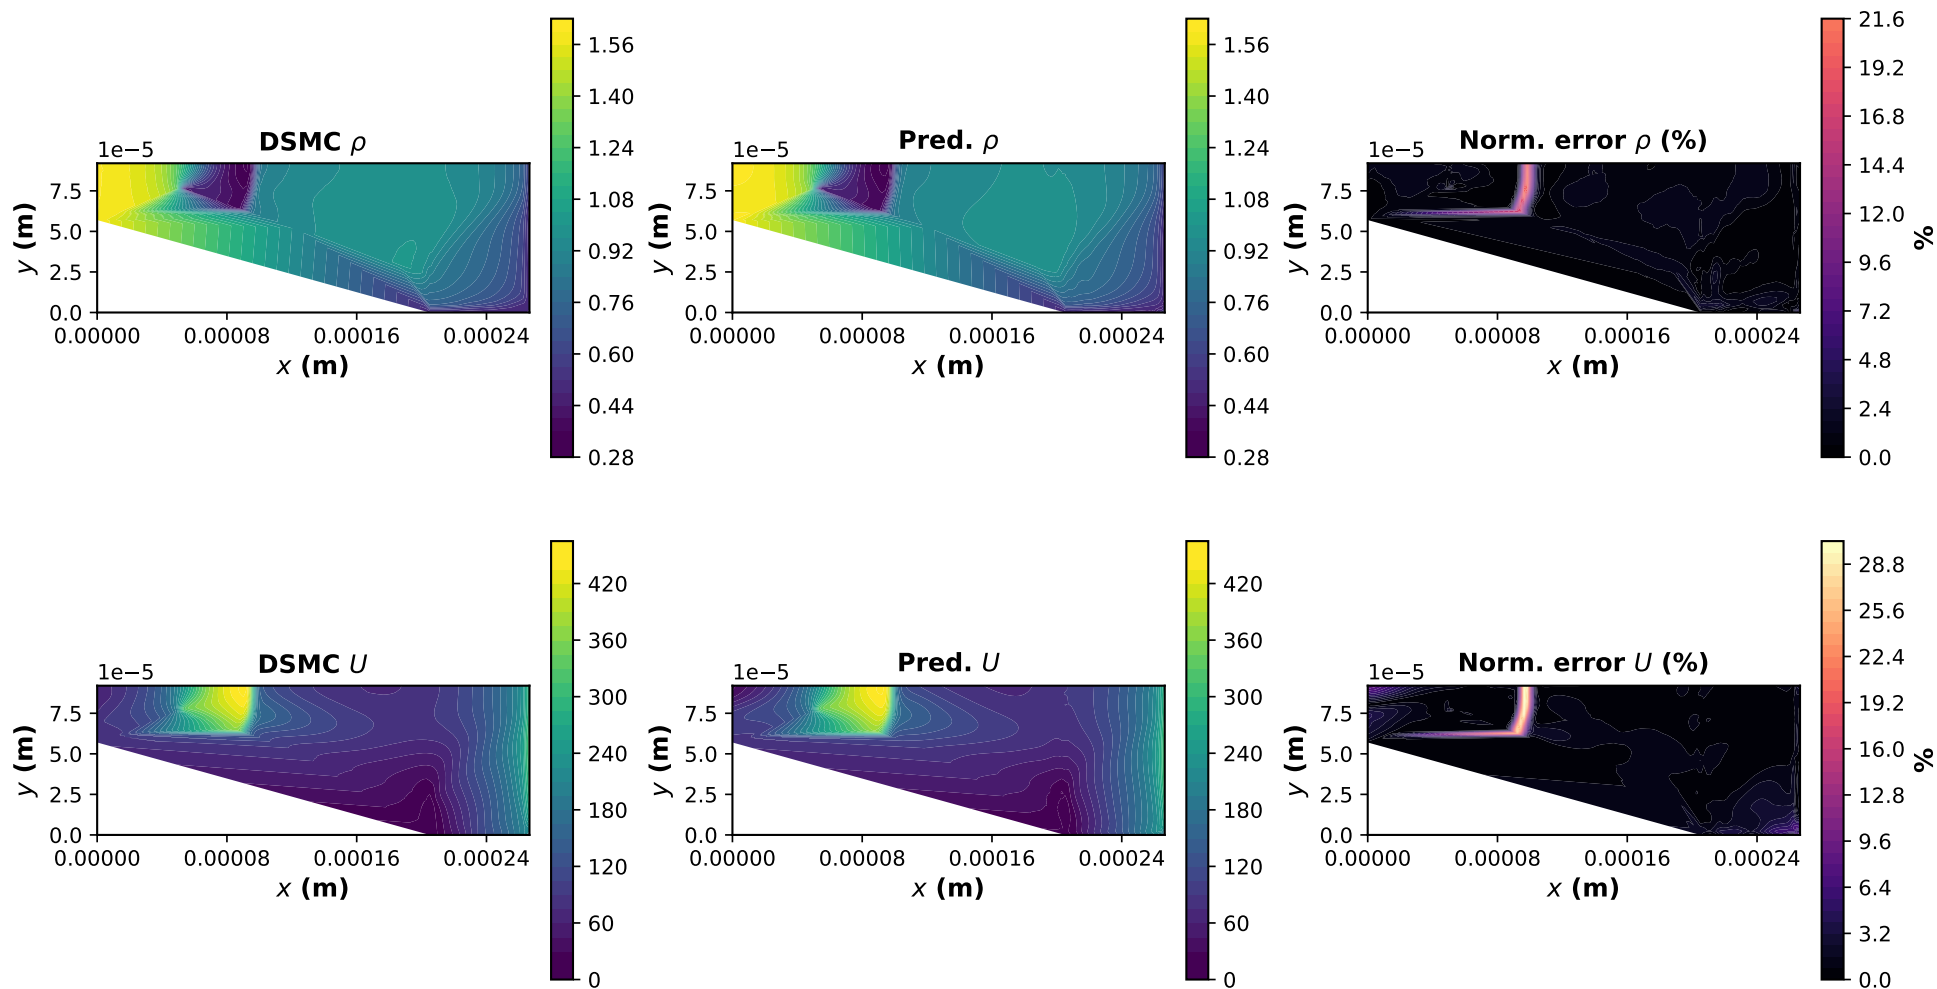 DSMC ρ
1e−5
7.5
5.0
2.5
0.0
y (m)
0.00000 0.00008 0.00016 0.00024
x (m)
1.56
1.40
1.24
1.08
0.92
0.76
0.60
0.44
0.28
Pred. ρ
1e−5
7.5
5.0
2.5
0.0
y (m)
0.00000 0.00008 0.00016 0.00024
x (m)
1.56
1.40
1.24
1.08
0.92
0.76
0.60
0.44
0.28
Norm. error ρ (%)
1e−5
7.5
5.0
2.5
0.0
y (m)
0.00000 0.00008 0.00016 0.00024
x (m)
21.6
19.2
16.8
14.4
12.0
9.6
7.2
4.8
2.4
0.0
%
DSMC U
1e−5
7.5
5.0
2.5
0.0
y (m)
0.00000 0.00008 0.00016 0.00024
x (m)
420
360
300
240
180
120
60
0
Pred. U
1e−5
7.5
5.0
2.5
0.0
y (m)
0.00000 0.00008 0.00016 0.00024
x (m)
420
360
300
240
180
120
60
0
Norm. error U (%)
1e−5
7.5
5.0
2.5
0.0
y (m)
0.00000 0.00008 0.00016 0.00024
x (m)
28.8
25.6
22.4
19.2
16.0
12.8
9.6
6.4
3.2
0.0
%